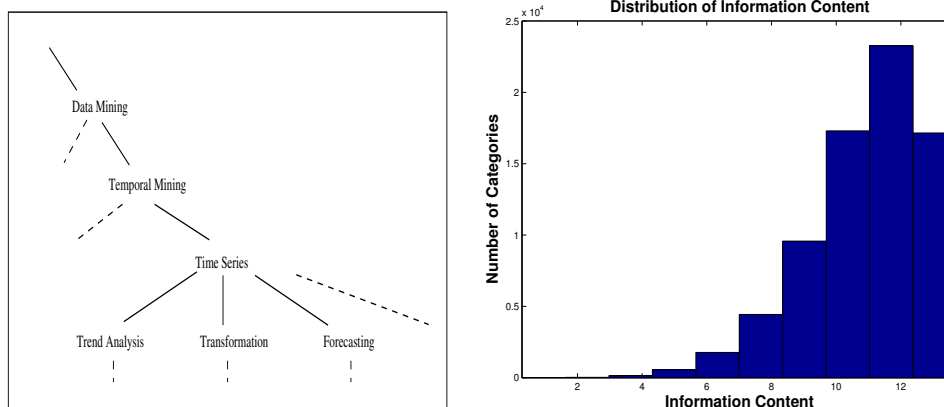 Data Mining
Temporal Mining
Time Series
Trend Analysis Transformation Forecasting
Distribution of Information Content
x 10^4
2.5
2
1.5
1
0.5
0
2 4 6 8 10 12
Number of Categories
Information Content